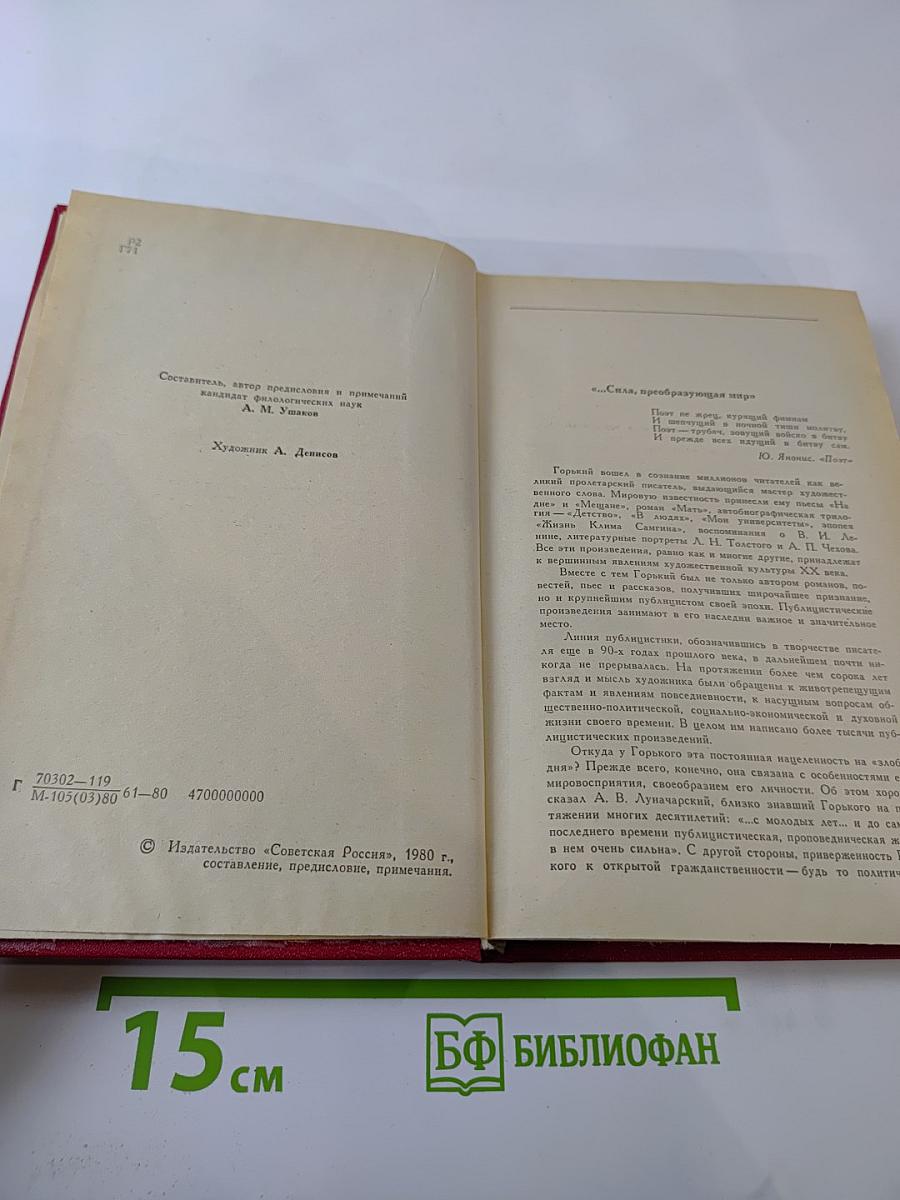 Р2
Г71
Составитель, автор предисловия и примечаний
кандидат филологических наук
А. М. Ушаков
Художник А. Денисов
Г 70302—119
М-105(03)80 61—80 4700000000
© Издательство «Советская Россия», 1980 г.,
составление, предисловие, примечания.
«...Сила, преобразующая мир»
Поэт не жрец, курящий фимиам
И шепчущий в ночной тиши молитву,
Поэт — трубач, зовущий войско в битву
И прежде всех идущий в битву сам.
Ю. Янонис. «Поэт»
Горький вошел в сознание миллионов читателей как ве-
ликий пролетарский писатель, выдающийся мастер художест-
венного слова. Мировую известность принесли ему пьесы «На
дне» и «Мещане», роман «Мать», автобиографическая трило-
гия — «Детство», «В людях», «Мои университеты», эпопея
«Жизнь Клима Самгина», воспоминания о В. И. Ле-
нине, литературные портреты Л. Н. Толстого и А. П. Чехова.
Все эти произведения, равно как и многие другие, принадлежат
к вершинным явлениям художественной культуры XX века.
Вместе с тем Горький был не только автором романов, по-
вестей, пьес и рассказов, получивших широчайшее признание,
но и крупнейшим публицистом своей эпохи. Публицистические
произведения занимают в его наследии важное и значительное
место.
Линия публицистики, обозначившись в творчестве писате-
ля еще в 90-х годах прошлого века, в дальнейшем почти ни-
когда не прерывалась. На протяжении более чем сорока лет
взгляд и мысль художника были обращены к животрепещущим
фактам и явлениям повседневности, к насущным вопросам об-
щественно-политической, социально-экономической и духовной
жизни своего времени. В целом им написано более тысячи пуб-
лицистических произведений.
Откуда у Горького эта постоянная нацеленность на «злоб
дня»? Прежде всего, конечно, она связана с особенностями е
мировосприятия, своеобразием его личности. Об этом хоро
сказал А. В. Луначарский, близко знавший Горького на п
тяжении многих десятилетий: «...с молодых лет... и до сам
последнего времени публицистическая, проповедническая ж
в нем очень сильна». С другой стороны, приверженность
кого к открытой гражданственности — будь то политич
15 см
БФ БИБЛИОФАН